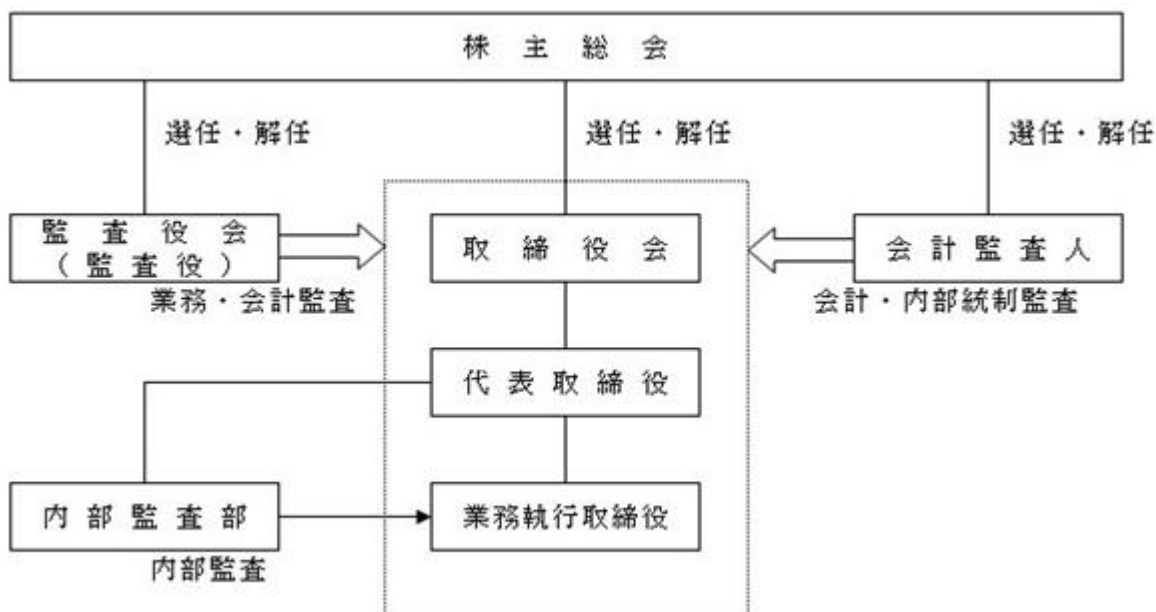 株主総会
選任・解任
選任・解任
選任・解任
監査役会
(監査役)
取締役会
会計監査人
業務・会計監査
会計・内部統制監査
代表取締役
内部監査部
業務執行取締役
内部監査